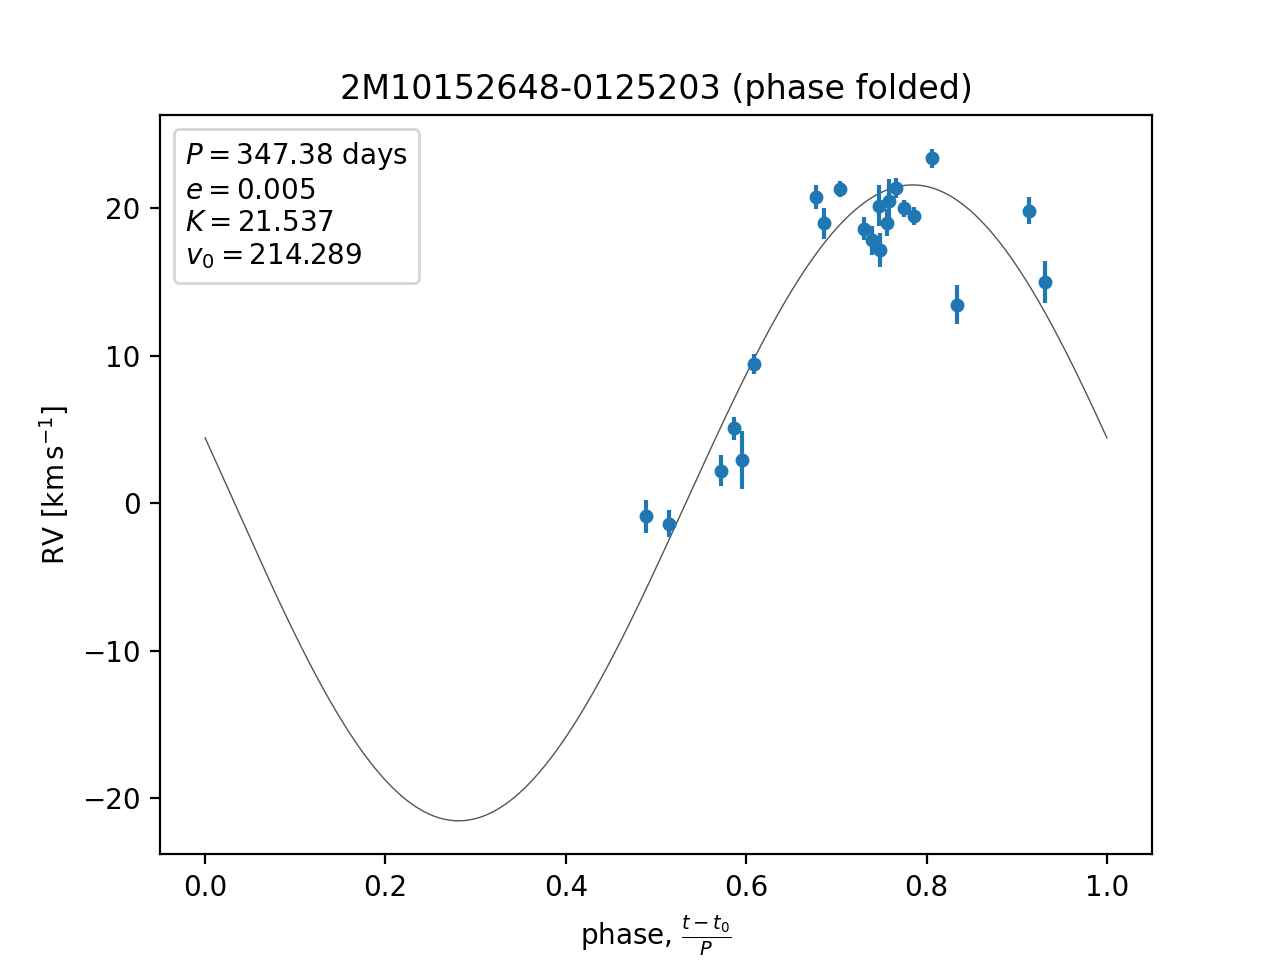 2M10152648-0125203 (phase folded)
P = 347.38 days
e = 0.005
K = 21.537
v₀ = 214.289
20
10
0
−10
−20
RV [km s⁻¹]
0.0 0.2 0.4 0.6 0.8 1.0
phase, (t − t₀)/P